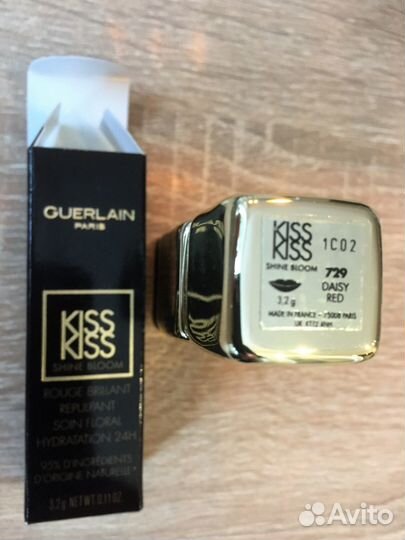 GUERLAIN
PARIS
KISS
KISS
SHINE BLOOM
ROUGE BRILLANT
REPULPANT
SOIN FLORAL
HYDRATATION 24H
95% D'INGRÉDIENTS
D'ORIGINE NATURELLE*
3.2g NET WT. 0.11 OZ.
KISS
KISS
SHINE BLOOM
1C02
729
DAISY
RED
3,2g
MADE IN FRANCE - 75008 PARIS
Avito